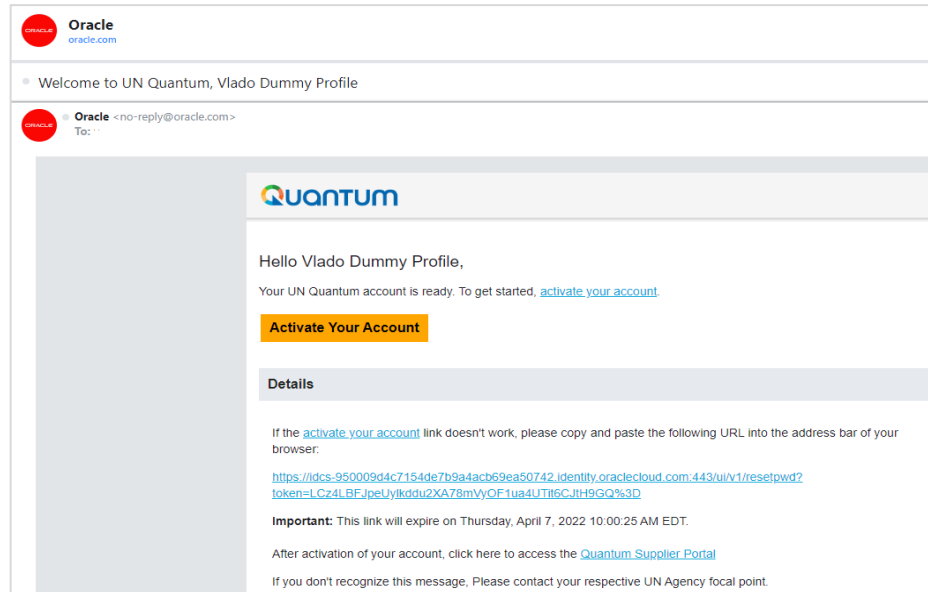 ORACLE
Oracle
oracle.com
Welcome to UN Quantum, Vlado Dummy Profile
ORACLE
Oracle <no-reply@oracle.com>
To:
Quantum
Hello Vlado Dummy Profile,
Your UN Quantum account is ready. To get started, activate your account.
Activate Your Account
Details
If the activate your account link doesn't work, please copy and paste the following URL into the address bar of your
browser:
https://idcs-950009d4c7154de7b9a4acb69ea50742.identity.oraclecloud.com:443/ui/v1/resetpwd?
token=LCz4LBFJpeUylkddu2XA78mVyOF1ua4UTit6CJtH9GQ%3D
Important: This link will expire on Thursday, April 7, 2022 10:00:25 AM EDT.
After activation of your account, click here to access the Quantum Supplier Portal
If you don't recognize this message, Please contact your respective UN Agency focal point.